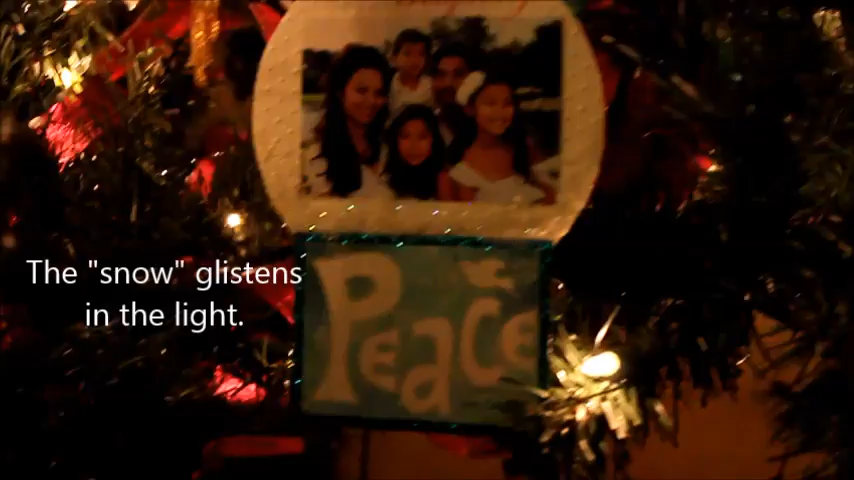 The "snow" glistens
in the light.
Peace